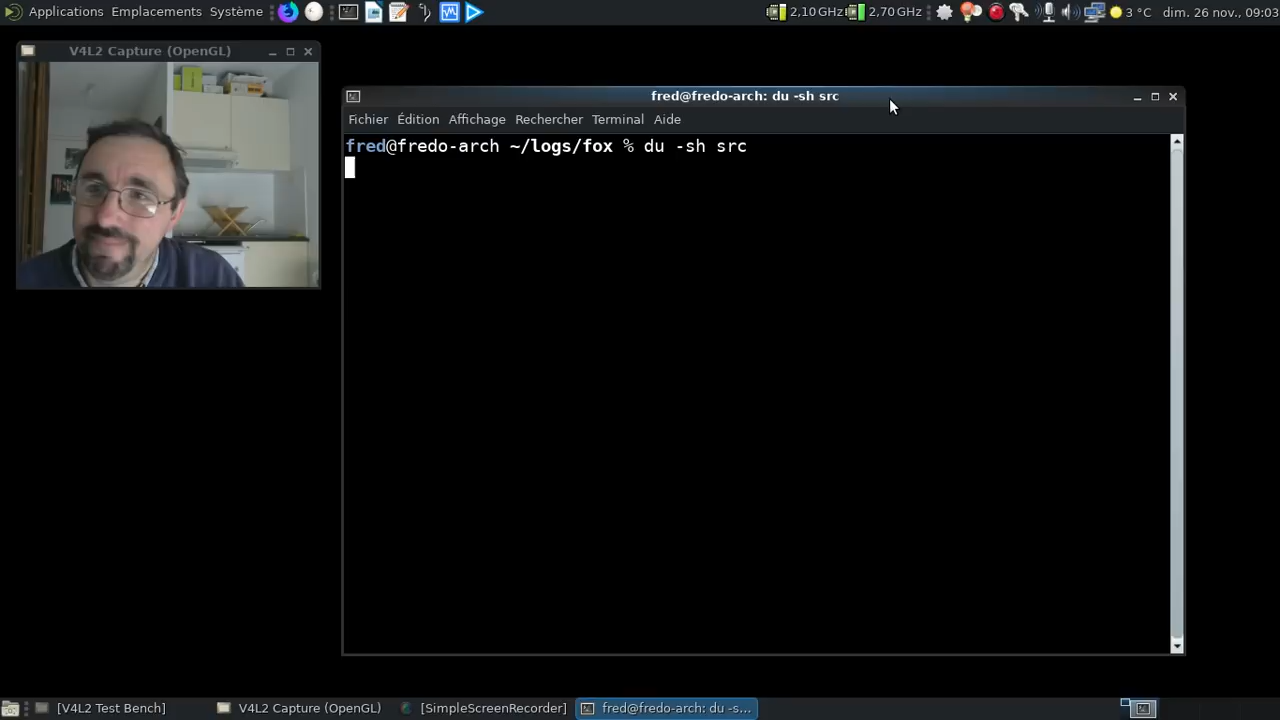 Applications Emplacements Système
2,10 GHz 2,70 GHz 3 °C dim. 26 nov., 09:03
V4L2 Capture (OpenGL)
fred@fredo-arch: du -sh src
Fichier Édition Affichage Rechercher Terminal Aide
fred@fredo-arch ~/logs/fox % du -sh src
[V4L2 Test Bench] V4L2 Capture (OpenGL) [SimpleScreenRecorder] fred@fredo-arch: du -s...